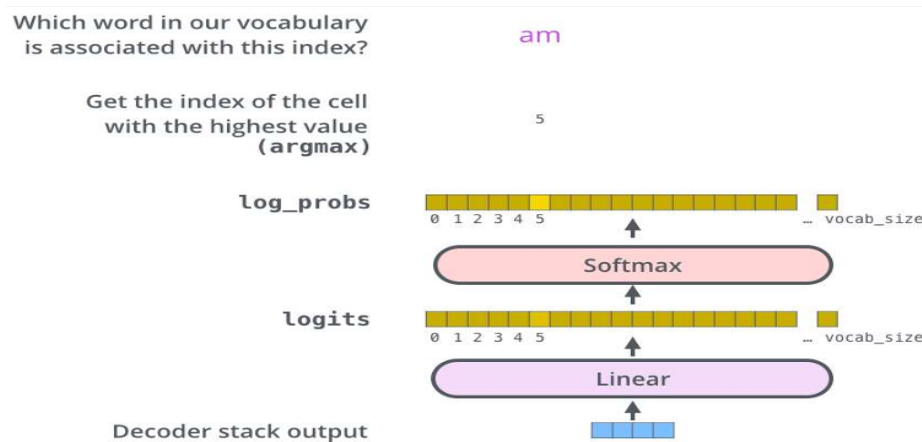 Which word in our vocabulary
is associated with this index?
am
Get the index of the cell
with the highest value
(argmax)
5
log_probs
0 1 2 3 4 5 ... vocab_size
Softmax
logits
0 1 2 3 4 5 ... vocab_size
Linear
Decoder stack output